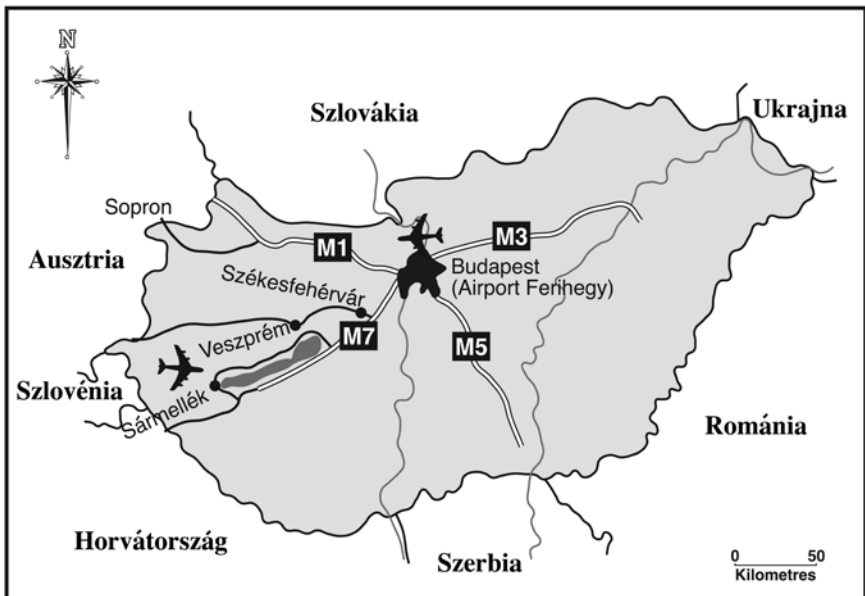 N
Szlovákia
Ukrajna
Sopron
M1
M3
Ausztria
Budapest
(Airport Ferihegy)
Székesfehérvár
Veszprém
M7
M5
Szlovénia
Sármellék
Románia
Horvátország
Szerbia
0 50
Kilometres